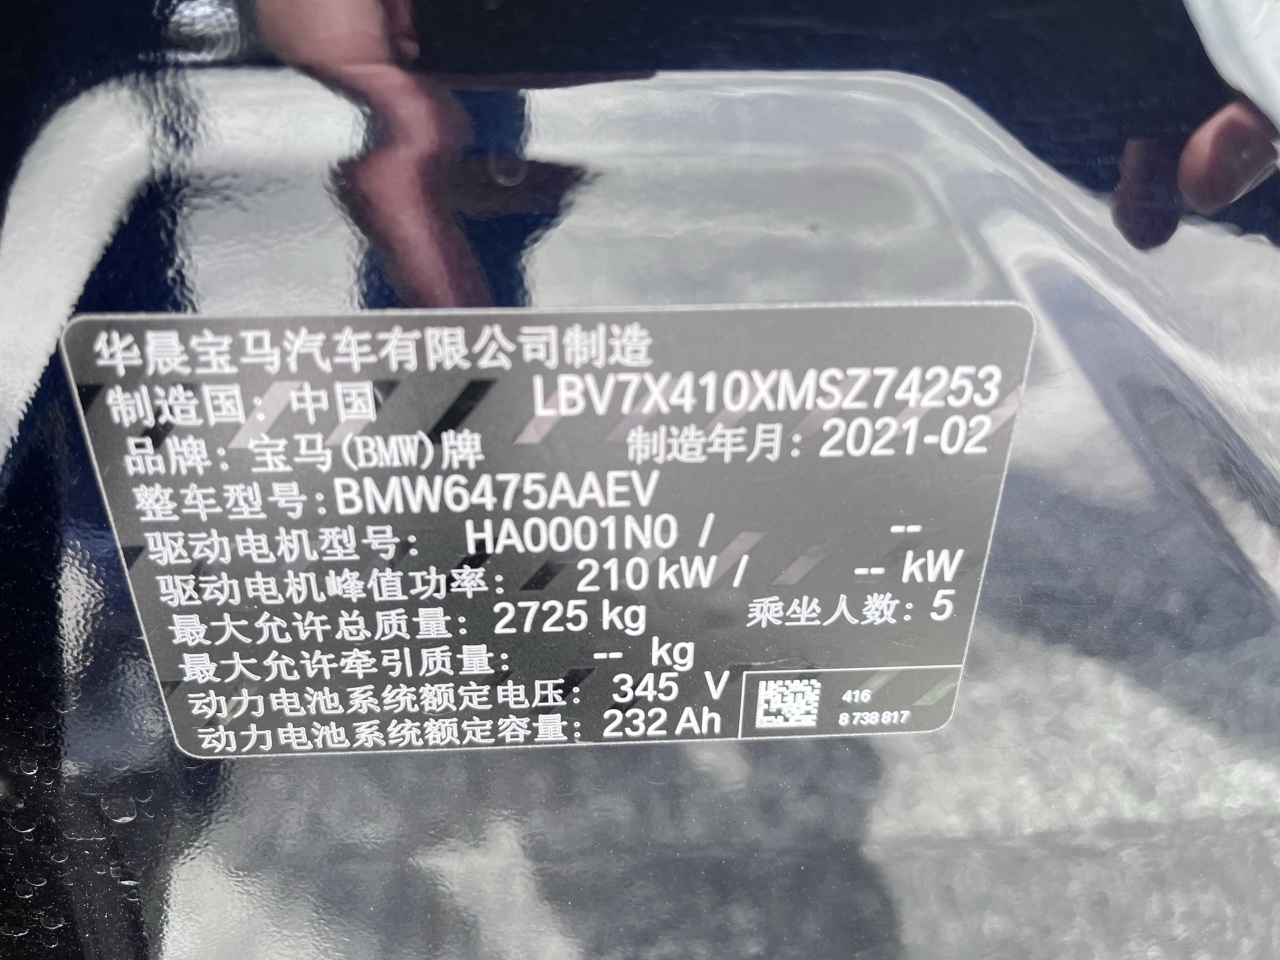 华晨宝马汽车有限公司制造
制造国：中国 LBV7X410XMSZ74253
品牌：宝马(BMW)牌 制造年月：2021-02
整车型号:BMW6475AAEV
驱动电机型号： HA0001N0 / --
驱动电机峰值功率： 210 kW / -- kW
最大允许总质量： 2725 kg 乘坐人数：5
最大允许牵引质量： -- kg
动力电池系统额定电压： 345 V
动力电池系统额定容量：232 Ah
416
8 738 817